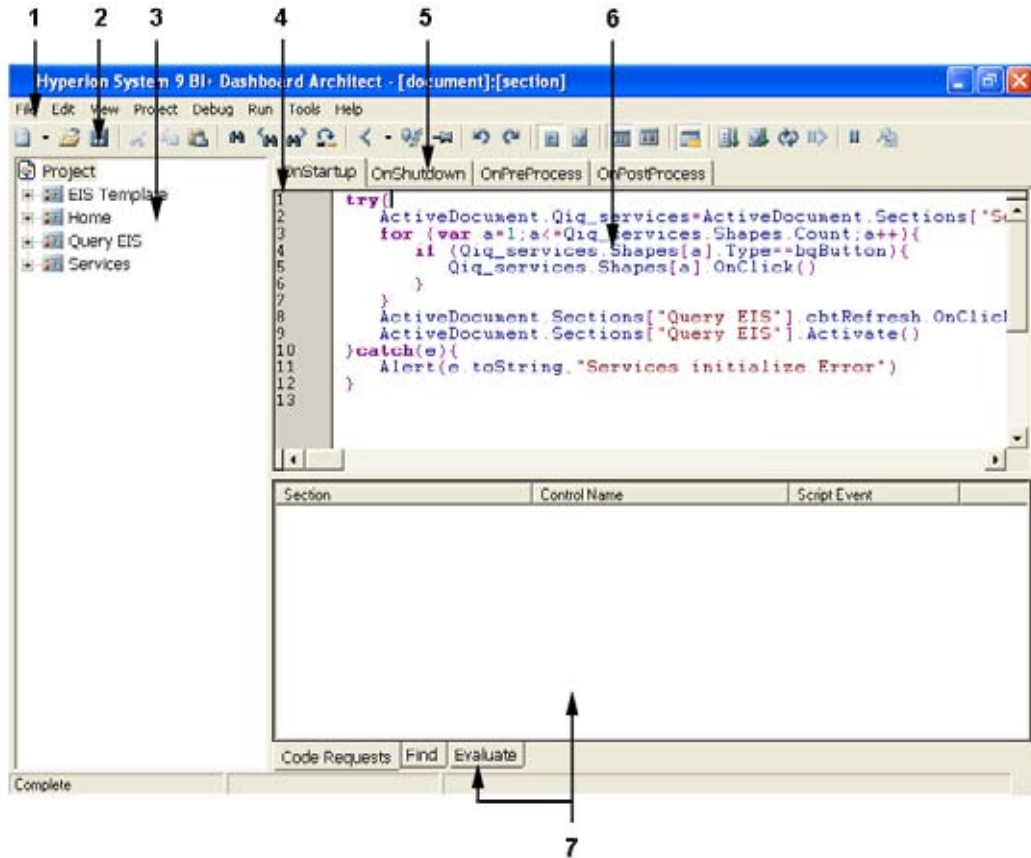 1 2 3 4 5 6
Hyperion System 9 BI+ Dashboard Architect - [document]:[section]
File Edit View Project Debug Run Tools Help
Project
EIS Template
Home
Query EIS
Services
OnStartup OnShutdown OnPreProcess OnPostProcess
1 try{
2 ActiveDocument.Qiq_services=ActiveDocument.Sections["Se
3 for (var a=1;a<=Qiq_services.Shapes.Count;a++){
4 if (Qiq_services.Shapes[a].Type==bqButton){
5 Qiq_services.Shapes[a].OnClick()
6 }
7 }
8 ActiveDocument.Sections["Query EIS"].cbtRefresh.OnClick
9 ActiveDocument.Sections["Query EIS"].Activate()
10 }catch(e){
11 Alert(e.toString,"Services initialize Error")
12 }
13
Section Control Name Script Event
Code Requests Find Evaluate
Complete
7